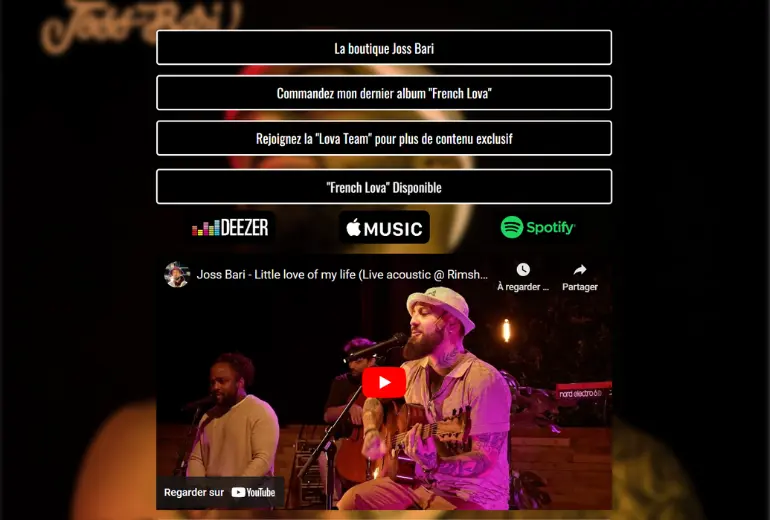 Joss Bari !
La boutique Joss Bari
Commandez mon dernier album "French Lova"
Rejoignez la "Lova Team" pour plus de contenu exclusif
"French Lova" Disponible
DEEZER
MUSIC
Spotify
Joss Bari - Little love of my life (Live acoustic @ Rimsh...
À regarder ...
Partager
nord electro 6
Regarder sur YouTube